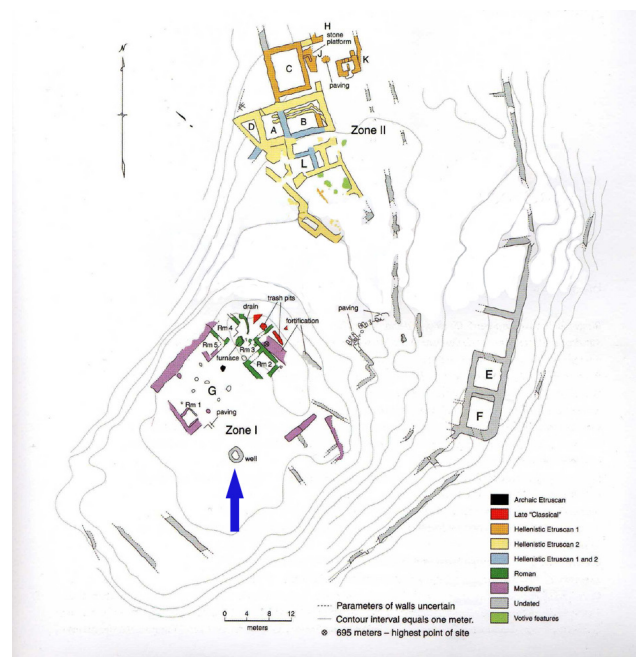 N
H
stone
platform
J
K
C
paving
D
A
B
Zone II
L
drain
trash pits
fortification
paving
Rm 4
Rm 5
Rm 3
furnace
Rm 2
E
G
Rm 1
paving
F
Zone I
well
Archaic Etruscan
Late "Classical"
Hellenistic Etruscan 1
Hellenistic Etruscan 2
Hellenistic Etruscan 1 and 2
Roman
Medieval
Undated
Votive features
0 4 8 12
meters
Parameters of walls uncertain
Contour interval equals one meter.
695 meters – highest point of site